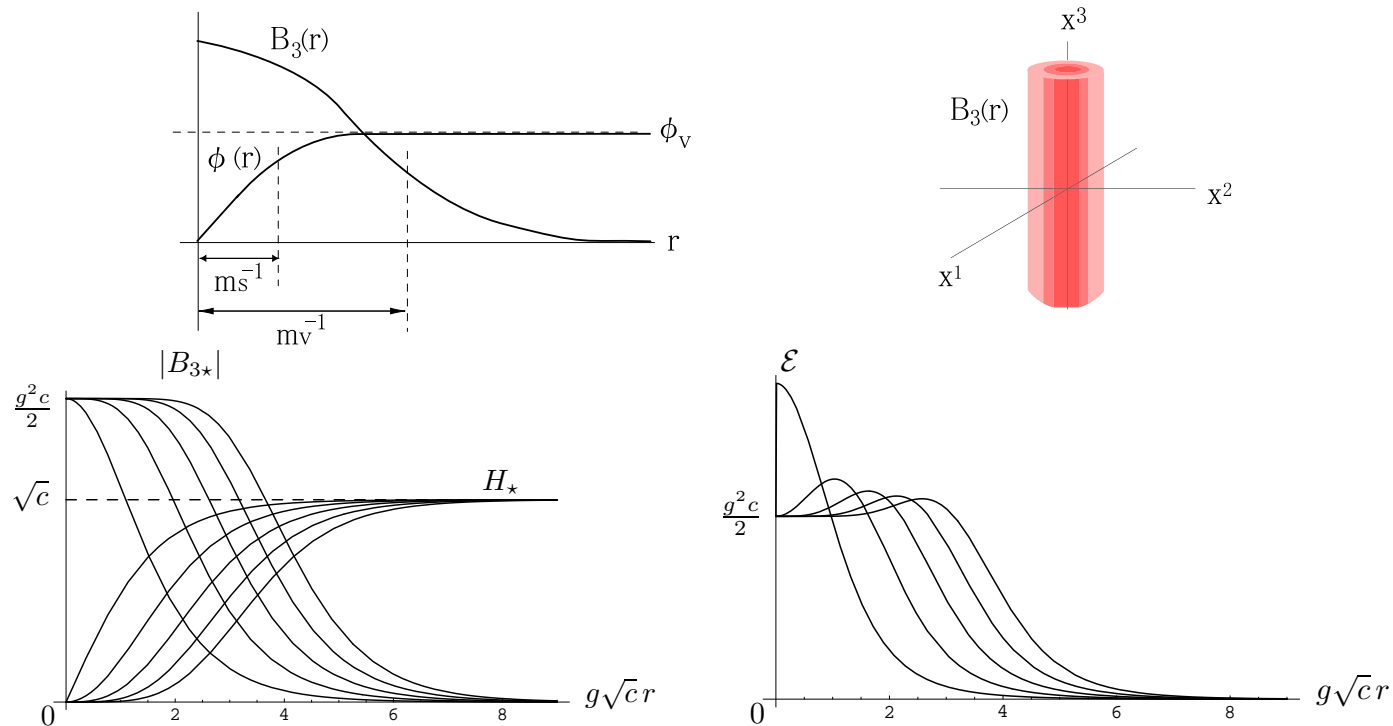 B₃(r)
ϕ (r)
ϕᵥ
r
ms⁻¹
mv⁻¹
X³
B₃(r)
X²
X¹
|B₃⋆|
g²c/2
√c
H⋆
0
2 4 6 8
g√c r
ℰ
g²c/2
0
2 4 6 8
g√c r